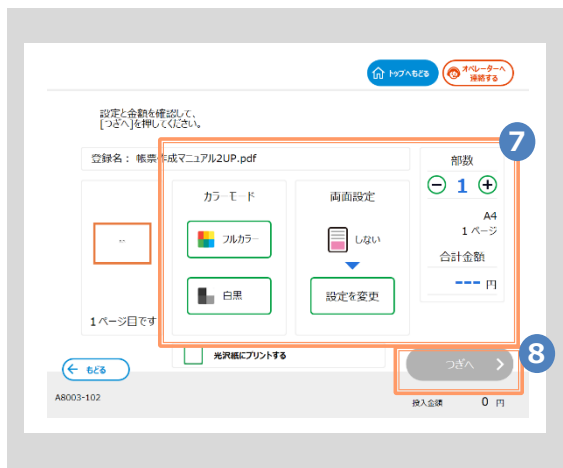 トップへもどる
オペレーターへ
連絡する
設定と金額を確認して、
[つぎへ]を押してください。
7
登録名: 帳票作成マニュアル2UP.pdf
部数
1
カラーモード
両面設定
A4
1 ページ
フルカラー
しない
合計金額
--- 円
--
白黒
設定を変更
1ページ目です
光沢紙にプリントする
8
もどる
つぎへ
A8003-102
投入金額 0 円